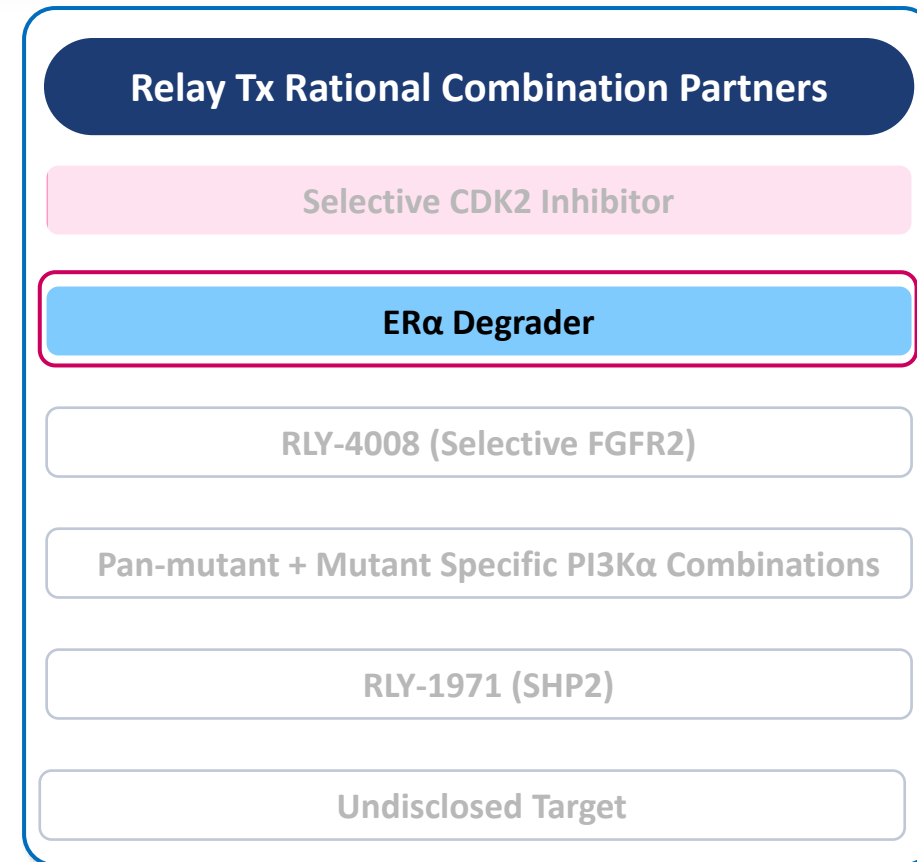 Relay Tx Rational Combination Partners
Selective CDK2 Inhibitor
ERα Degrader
RLY-4008 (Selective FGFR2)
Pan-mutant + Mutant Specific PI3Kα Combinations
RLY-1971 (SHP2)
Undisclosed Target